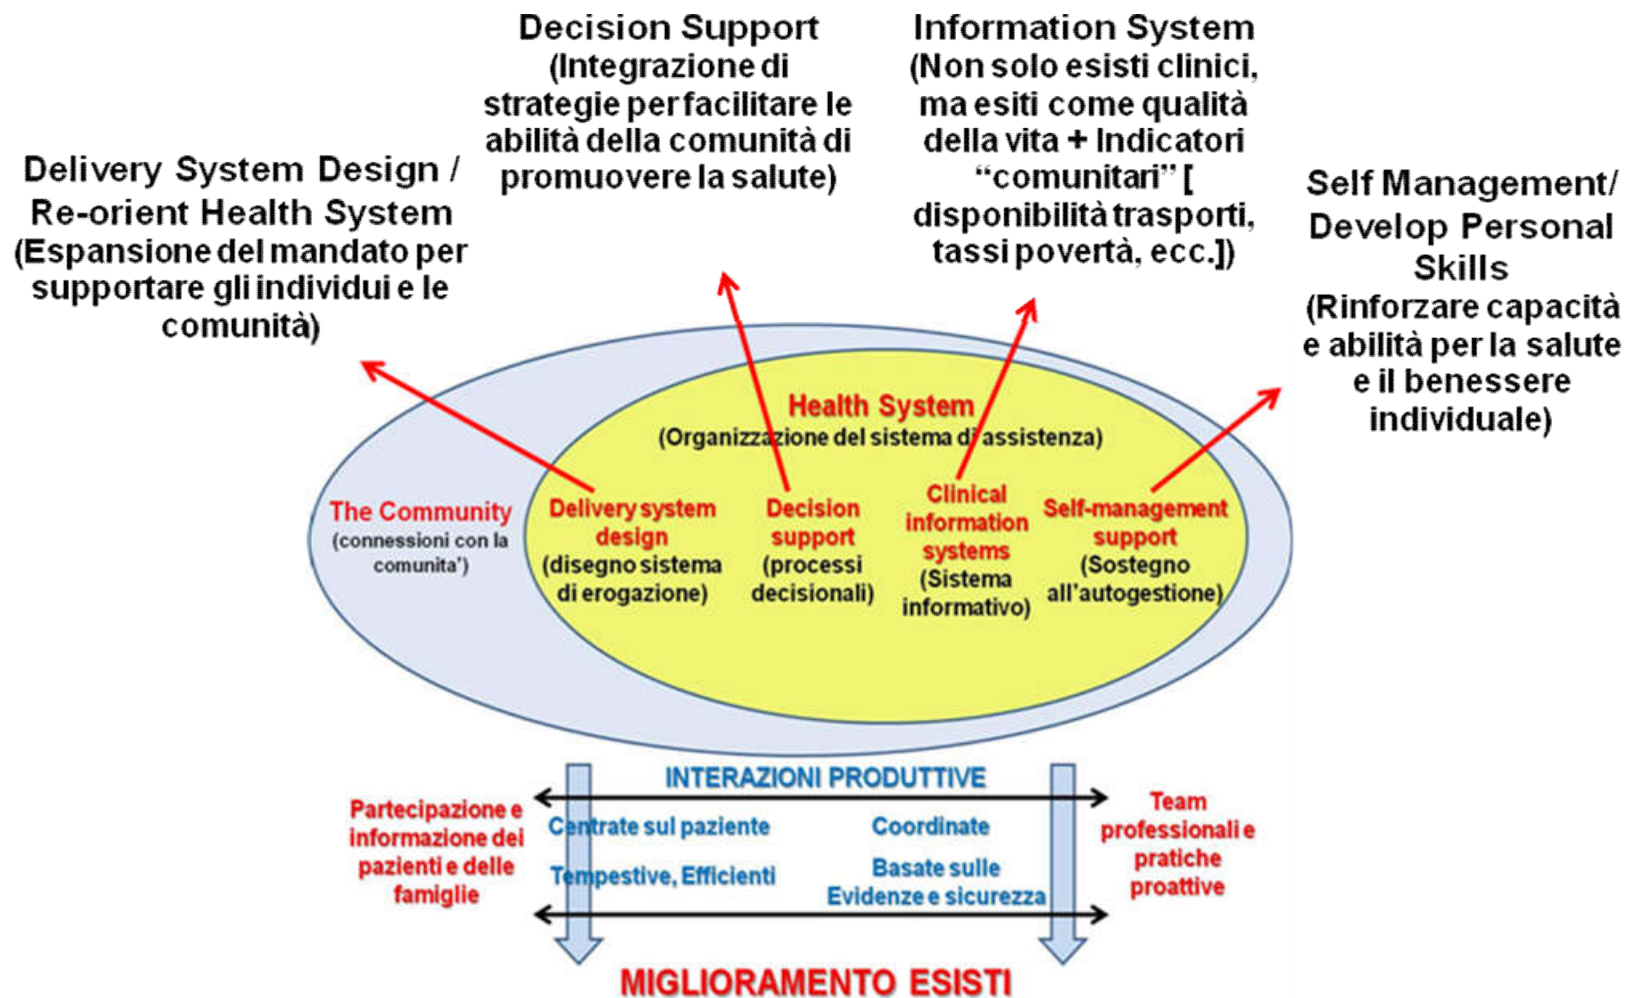 Decision Support
(Integrazione di
strategie per facilitare le
abilità della comunità di
promuovere la salute)
Information System
(Non solo esisti clinici,
ma esiti come qualità
della vita + Indicatori
“comunitari” [
disponibilità trasporti,
tassi povertà, ecc.])
Delivery System Design /
Re-orient Health System
(Espansione del mandato per
supportare gli individui e le
comunità)
Self Management/
Develop Personal
Skills
(Rinforzare capacità
e abilità per la salute
e il benessere
individuale)
Health System
(Organizzazione del sistema di assistenza)
The Community
(connessioni con la
comunita')
Delivery system
design
(disegno sistema
di erogazione)
Decision
support
(processi
decisionali)
Clinical
information
systems
(Sistema
informativo)
Self-management
support
(Sostegno
all'autogestione)
INTERAZIONI PRODUTTIVE
Partecipazione e
informazione dei
pazienti e delle
famiglie
Centrate sul paziente
Tempestive, Efficienti
Coordinate
Basate sulle
Evidenze e sicurezza
Team
professionali e
pratiche
proattive
MIGLIORAMENTO ESISTI